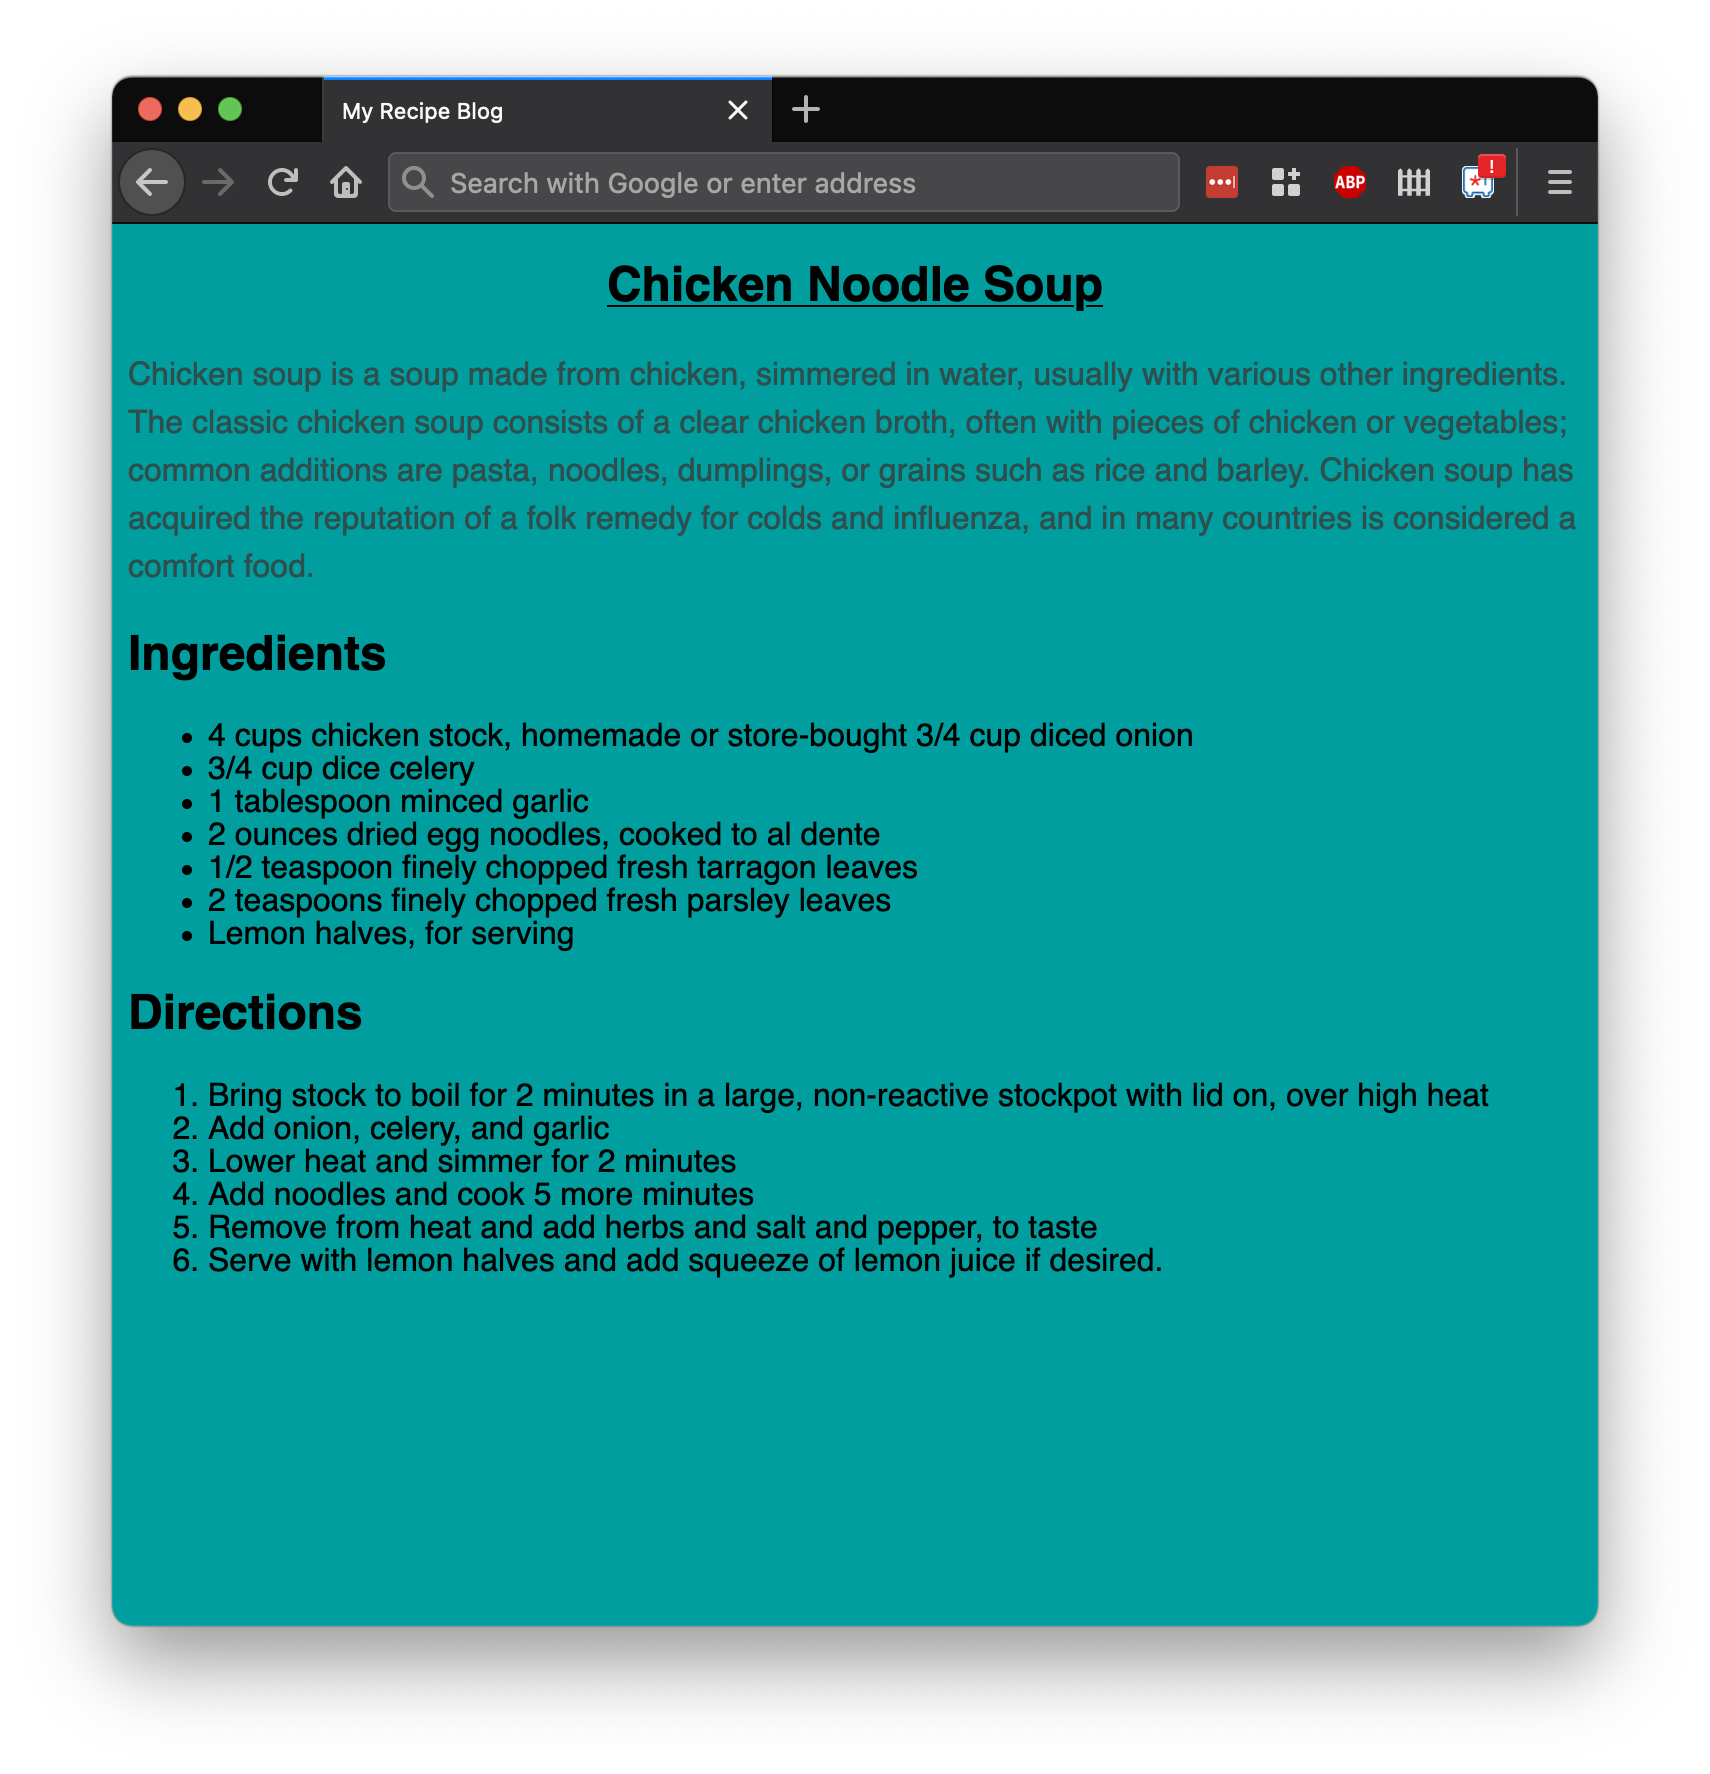 My Recipe Blog
Search with Google or enter address
ABP
!
Chicken Noodle Soup
Chicken soup is a soup made from chicken, simmered in water, usually with various other ingredients.
The classic chicken soup consists of a clear chicken broth, often with pieces of chicken or vegetables;
common additions are pasta, noodles, dumplings, or grains such as rice and barley. Chicken soup has
acquired the reputation of a folk remedy for colds and influenza, and in many countries is considered a
comfort food.
Ingredients
• 4 cups chicken stock, homemade or store-bought 3/4 cup diced onion
• 3/4 cup dice celery
• 1 tablespoon minced garlic
• 2 ounces dried egg noodles, cooked to al dente
• 1/2 teaspoon finely chopped fresh tarragon leaves
• 2 teaspoons finely chopped fresh parsley leaves
• Lemon halves, for serving
Directions
1. Bring stock to boil for 2 minutes in a large, non-reactive stockpot with lid on, over high heat
2. Add onion, celery, and garlic
3. Lower heat and simmer for 2 minutes
4. Add noodles and cook 5 more minutes
5. Remove from heat and add herbs and salt and pepper, to taste
6. Serve with lemon halves and add squeeze of lemon juice if desired.